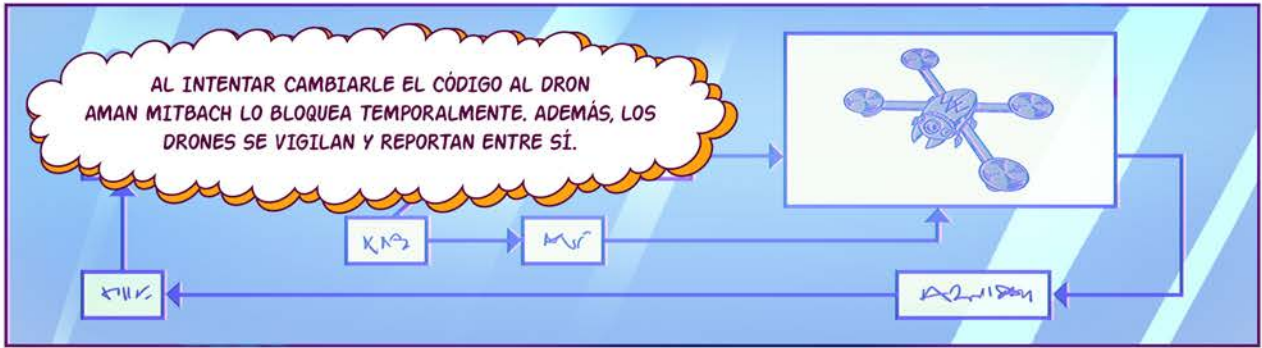 AL INTENTAR CAMBIARLE EL CÓDIGO AL DRON
AMAN MITBACH LO BLOQUEA TEMPORALMENTE. ADEMÁS, LOS
DRONES SE VIGILAN Y REPORTAN ENTRE SÍ.